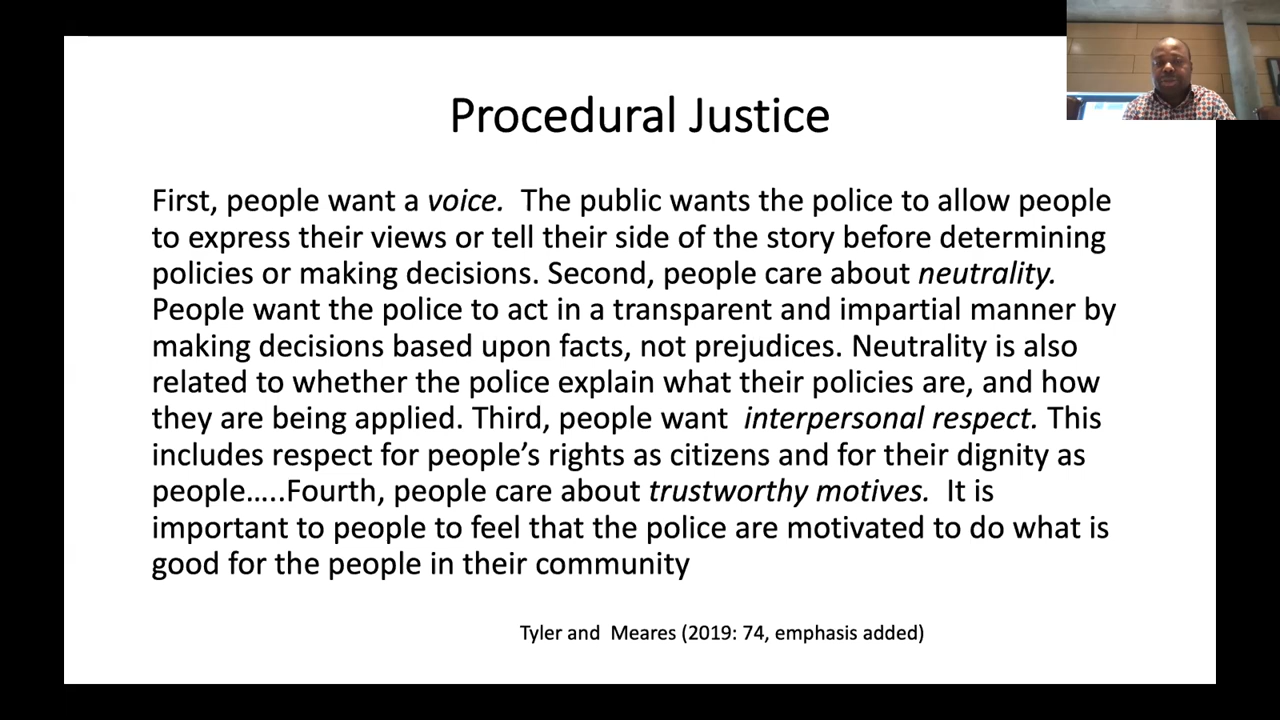 Procedural Justice
First, people want a voice. The public wants the police to allow people
to express their views or tell their side of the story before determining
policies or making decisions. Second, people care about neutrality.
People want the police to act in a transparent and impartial manner by
making decisions based upon facts, not prejudices. Neutrality is also
related to whether the police explain what their policies are, and how
they are being applied. Third, people want interpersonal respect. This
includes respect for people’s rights as citizens and for their dignity as
people…..Fourth, people care about trustworthy motives. It is
important to people to feel that the police are motivated to do what is
good for the people in their community
Tyler and Meares (2019: 74, emphasis added)